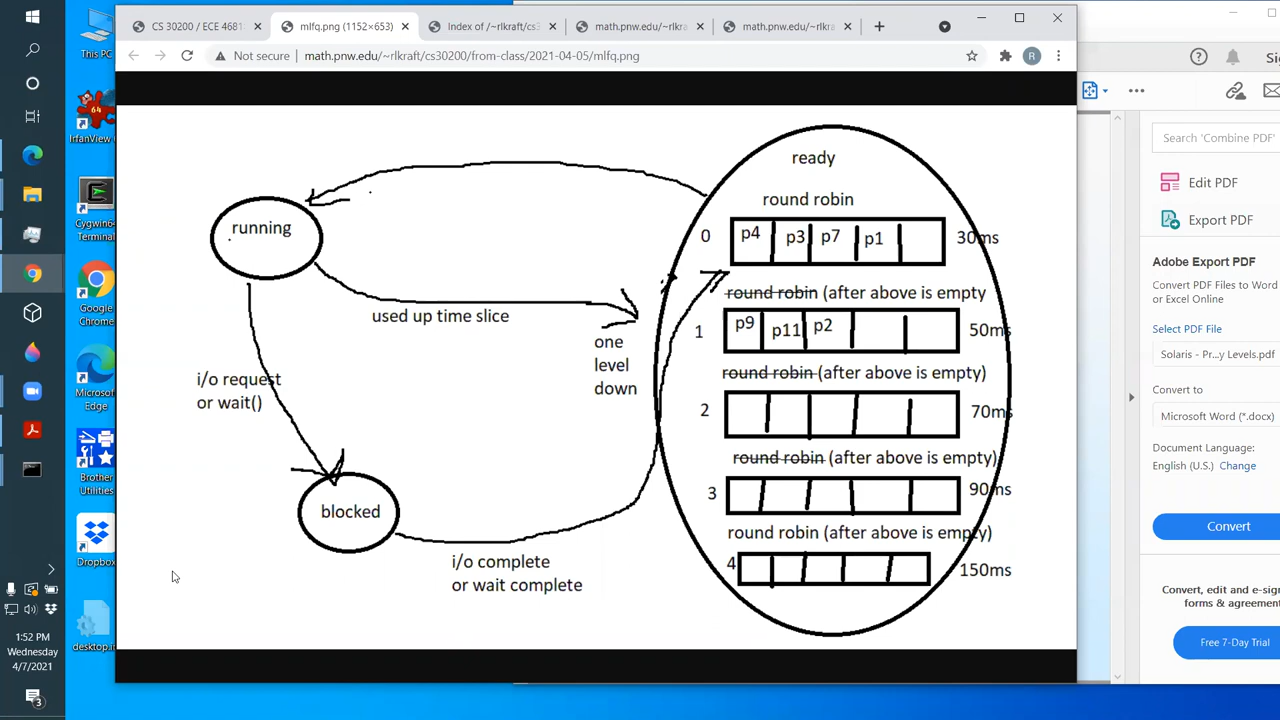 CS 30200 / ECE 4681
mlfq.png (1152×653)
Index of /~rlkraft/cs3
math.pnw.edu/~rlkraft/
math.pnw.edu/~rlkraft/
Not secure
math.pnw.edu/~rlkraft/cs30200/from-class/2021-04-05/mlfq.png
R
Si
This PC
64
IrfanView
Cygwin64
Terminal
Google
Chrome
Microsoft
Edge
Brother
Utilities
Dropbox
desktop.i
1:52 PM
Wednesday
4/7/2021
3
ready
round robin
0
p4
p3
p7
p1
30ms
round robin (after above is empty
1
p9
p11
p2
50ms
round robin (after above is empty)
2
70ms
round robin (after above is empty)
3
90ms
round robin (after above is empty)
4
150ms
running
used up time slice
one
level
down
i/o request
or wait()
blocked
i/o complete
or wait complete
Search 'Combine PDF'
Edit PDF
Export PDF
Adobe Export PDF
Convert PDF Files to Word
or Excel Online
Select PDF File
Solaris - Pr...y Levels.pdf
Convert to
Microsoft Word (*.docx)
Document Language:
English (U.S.) Change
Convert
Convert, edit and e-sign
forms & agreement
Free 7-Day Trial